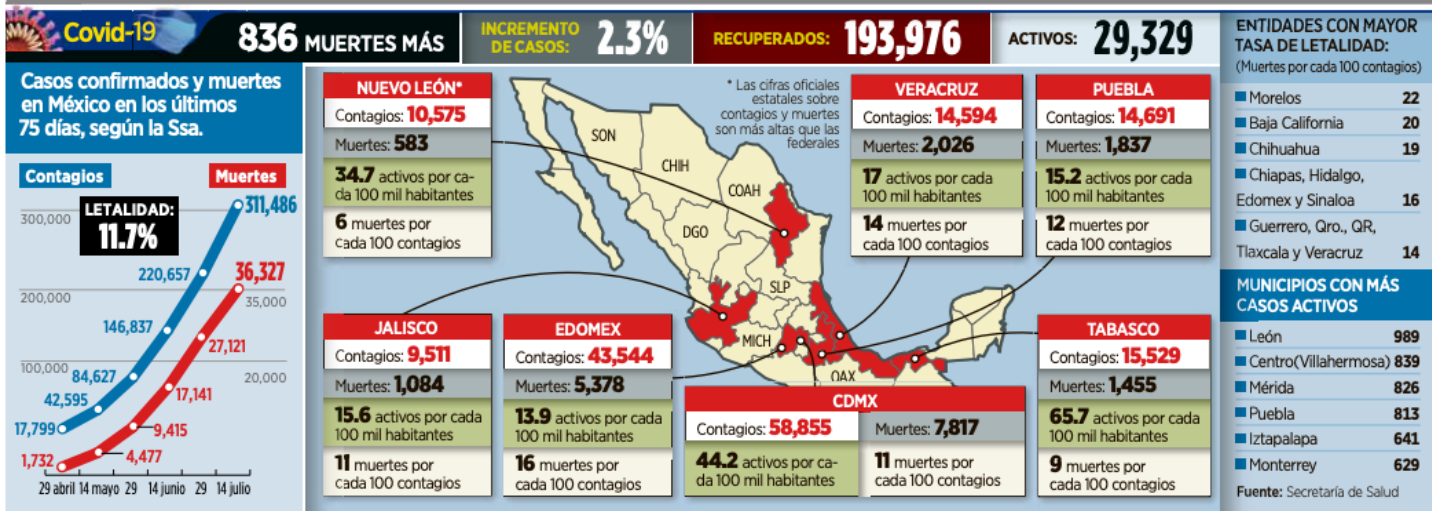 Covid-19
836 MUERTES MÁS
INCREMENTO
DE CASOS: 2.3%
RECUPERADOS: 193,976
ACTIVOS: 29,329
Casos confirmados y muertes
en México en los últimos
75 días, según la Ssa.
Contagios
Muertes
LETALIDAD:
11.7%
300,000
200,000
100,000
35,000
20,000
311,486
220,657
146,837
84,627
42,595
17,799
36,327
27,121
17,141
9,415
4,477
1,732
29 abril 14 mayo 29 14 junio 29 14 julio
NUEVO LEÓN*
Contagios: 10,575
Muertes: 583
34.7 activos por ca-
da 100 mil habitantes
6 muertes por
cada 100 contagios
* Las cifras oficiales
estatales sobre
contagios y muertes
son más altas que las
federales
VERACRUZ
Contagios: 14,594
Muertes: 2,026
17 activos por cada
100 mil habitantes
14 muertes por
cada 100 contagios
PUEBLA
Contagios: 14,691
Muertes: 1,837
15.2 activos por cada
100 mil habitantes
12 muertes por
cada 100 contagios
SON
CHIH
COAH
DGO
SLP
MICH
OAX
JALISCO
Contagios: 9,511
Muertes: 1,084
15.6 activos por cada
100 mil habitantes
11 muertes por
cada 100 contagios
EDOMEX
Contagios: 43,544
Muertes: 5,378
13.9 activos por cada
100 mil habitantes
16 muertes por
cada 100 contagios
CDMX
Contagios: 58,855
Muertes: 7,817
44.2 activos por ca-
da 100 mil habitantes
11 muertes por
cada 100 contagios
TABASCO
Contagios: 15,529
Muertes: 1,455
65.7 activos por cada
100 mil habitantes
9 muertes por
cada 100 contagios
ENTIDADES CON MAYOR
TASA DE LETALIDAD:
(Muertes por cada 100 contagios)
Morelos 22
Baja California 20
Chihuahua 19
Chiapas, Hidalgo,
Edomex y Sinaloa 16
Guerrero, Qro., QR,
Tlaxcala y Veracruz 14
MUNICIPIOS CON MÁS
CASOS ACTIVOS
León 989
Centro(Villahermosa) 839
Mérida 826
Puebla 813
Iztapalapa 641
Monterrey 629
Fuente: Secretaría de Salud